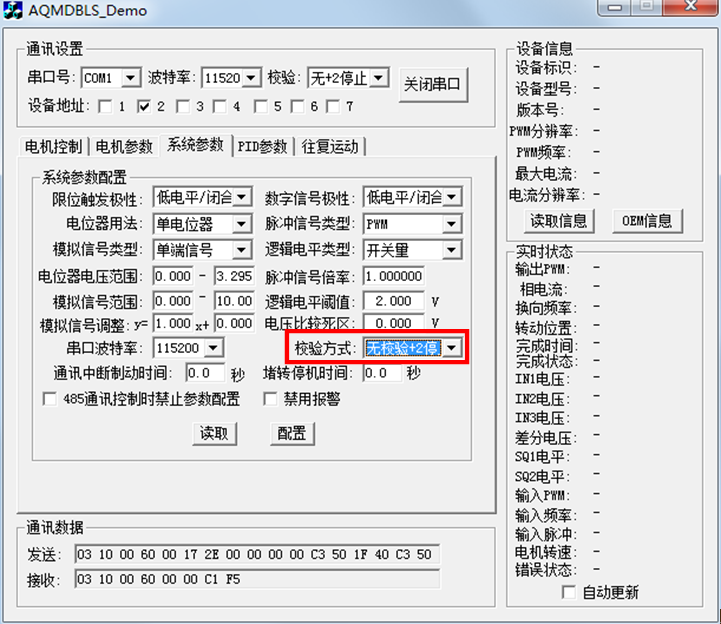 AQMDBLS_Demo
通讯设置
串口号: COM1 波特率: 11520 校验: 无+2停止 关闭串口
设备地址: 1 2 3 4 5 6 7
电机控制 电机参数 系统参数 PID参数 往复运动
系统参数配置
限位触发极性: 低电平/闭合 数字信号极性: 低电平/闭合
电位器用法: 单电位器 脉冲信号类型: PWM
模拟信号类型: 单端信号 逻辑电平类型: 开关量
电位器电压范围: 0.000 - 3.295 脉冲信号倍率: 1.000000
模拟信号范围: 0.000 - 10.00 逻辑电平阈值: 2.000 V
模拟信号调整: y= 1.000 x+ 0.000 电压比较死区: 0.000 V
串口波特率: 115200 校验方式: 无校验+2停
通讯中断制动时间: 0.0 秒 堵转停机时间: 0.0 秒
485通讯控制时禁止参数配置 禁用报警
读取 配置
通讯数据
发送: 03 10 00 60 00 17 2E 00 00 00 00 C3 50 1F 40 C3 50
接收: 03 10 00 60 00 00 C1 F5
设备信息
设备标识: -
设备型号: -
版本号: -
PWM分辨率: -
PWM频率: -
最大电流: -
电流分辨率: -
读取信息 OEM信息
实时状态
输出PWM: -
相电流: -
换向频率: -
转动位置: -
完成时间: -
完成状态: -
IN1电压: -
IN2电压: -
IN3电压: -
差分电压: -
SQ1电平: -
SQ2电平: -
输入PWM: -
输入频率: -
输入脉冲: -
电机转速: -
错误状态: -
自动更新